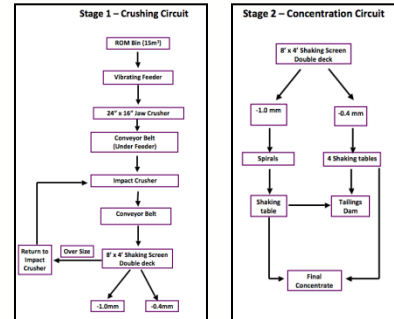 Stage 1 – Crushing Circuit
ROM Bin (15m³)
Vibrating Feeder
24" x 16" Jaw Crusher
Conveyor Belt
(Under Feeder)
Impact Crusher
Conveyor Belt
Over Size
Return to
Impact
Crusher
8' x 4' Shaking Screen
Double deck
-1.0mm
-0.4mm
Stage 2 – Concentration Circuit
8' x 4' Shaking Screen
Double deck
-1.0 mm
-0.4 mm
Spirals
4 Shaking tables
Shaking
table
Tailings
Dam
Final
Concentrate